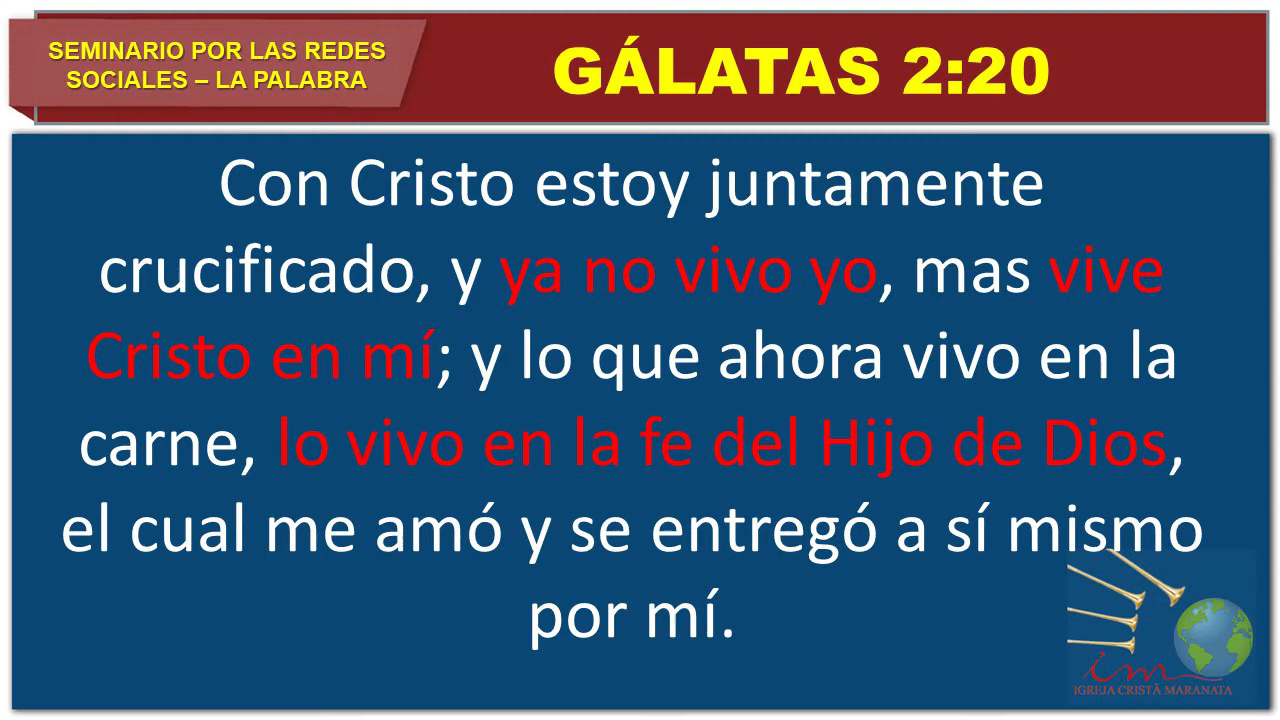 SEMINARIO POR LAS REDES
SOCIALES – LA PALABRA
GÁLATAS 2:20
Con Cristo estoy juntamente
crucificado, y ya no vivo yo, mas vive
Cristo en mí; y lo que ahora vivo en la
carne, lo vivo en la fe del Hijo de Dios,
el cual me amó y se entregó a sí mismo
por mí.
im
IGREJA CRISTÃ MARANATA